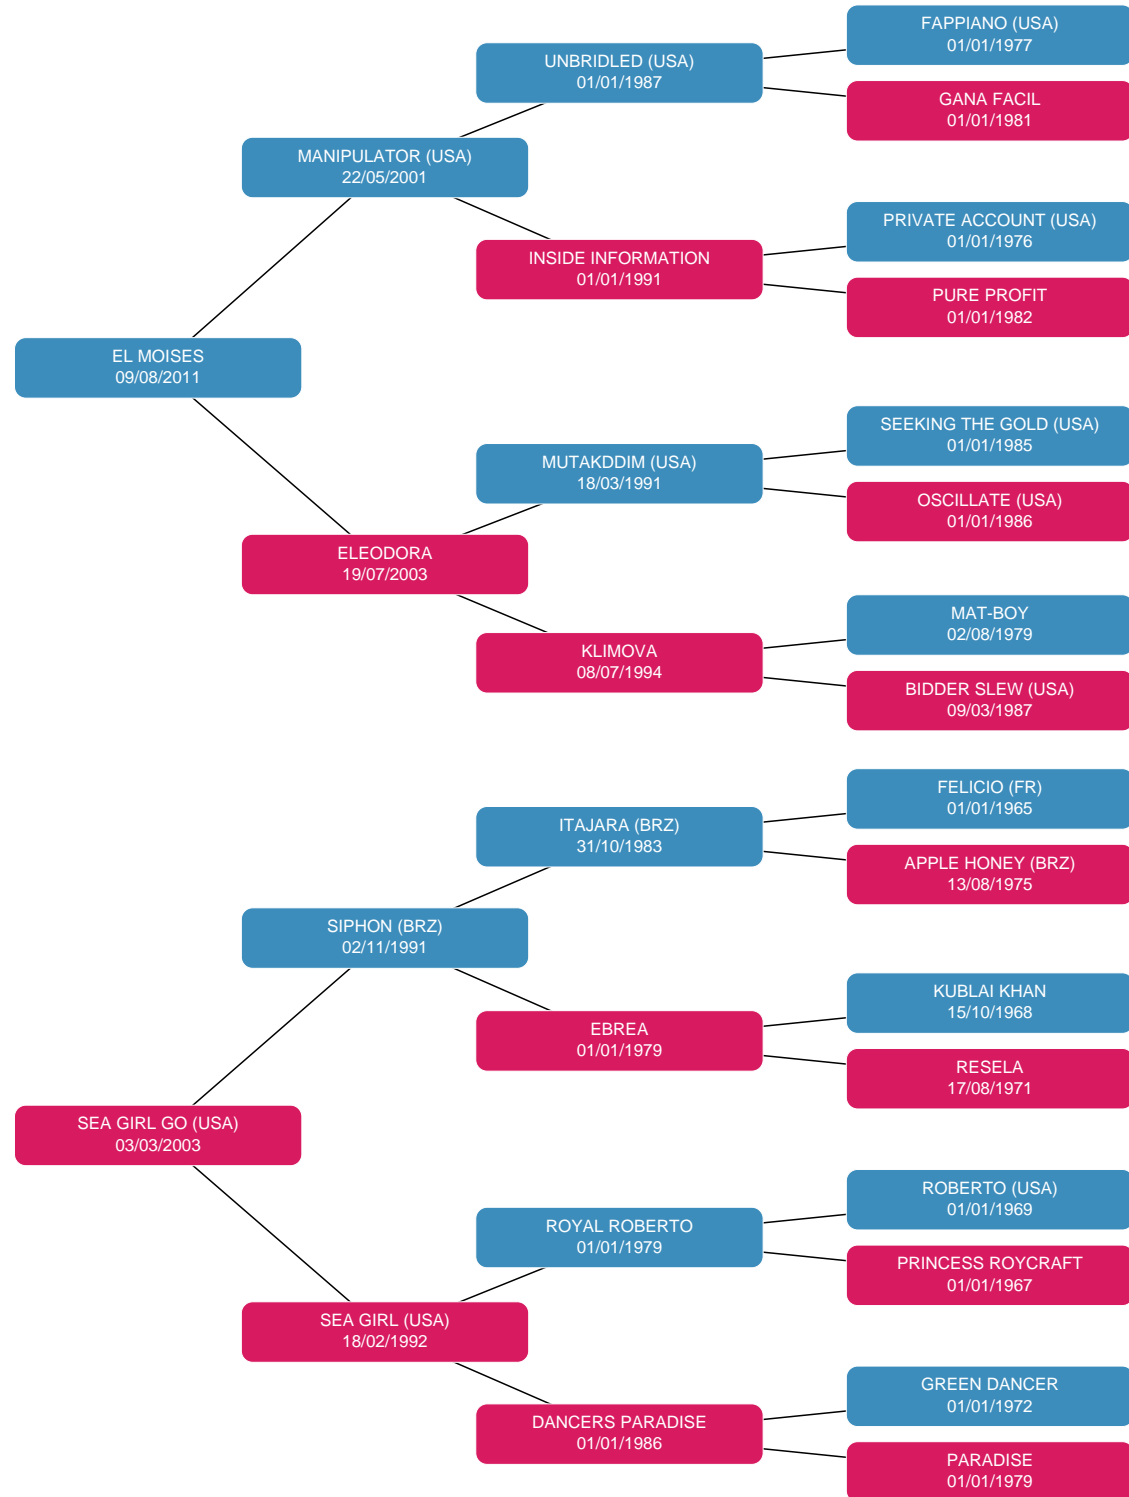 FAPPIANO (USA)
01/01/1977
UNBRIDLED (USA)
01/01/1987
GANA FACIL
01/01/1981
MANIPULATOR (USA)
22/05/2001
PRIVATE ACCOUNT (USA)
01/01/1976
INSIDE INFORMATION
01/01/1991
PURE PROFIT
01/01/1982
EL MOISES
09/08/2011
SEEKING THE GOLD (USA)
01/01/1985
MUTAKDDIM (USA)
18/03/1991
OSCILLATE (USA)
01/01/1986
ELEODORA
19/07/2003
MAT-BOY
02/08/1979
KLIMOVA
08/07/1994
BIDDER SLEW (USA)
09/03/1987
FELICIO (FR)
01/01/1965
ITAJARA (BRZ)
31/10/1983
APPLE HONEY (BRZ)
13/08/1975
SIPHON (BRZ)
02/11/1991
KUBLAI KHAN
15/10/1968
EBREA
01/01/1979
RESELA
17/08/1971
SEA GIRL GO (USA)
03/03/2003
ROBERTO (USA)
01/01/1969
ROYAL ROBERTO
01/01/1979
PRINCESS ROYCRAFT
01/01/1967
SEA GIRL (USA)
18/02/1992
GREEN DANCER
01/01/1972
DANCERS PARADISE
01/01/1986
PARADISE
01/01/1979